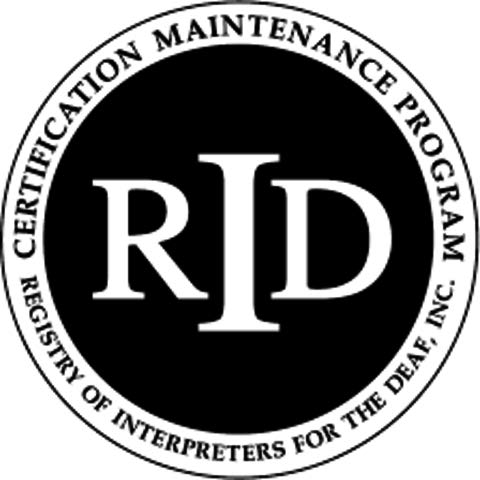 CERTIFICATION MAINTENANCE PROGRAM
RID
REGISTRY OF INTERPRETERS FOR THE DEAF, INC.